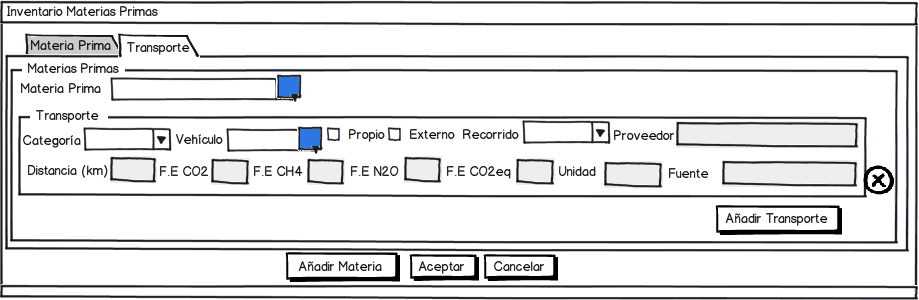 Inventario Materias Primas
Materia Prima Transporte
Materias Primas
Materia Prima
Transporte
Categoría Vehículo Propio Externo Recorrido Proveedor
Distancia (km) F.E CO2 F.E CH4 F.E N2O F.E CO2eq Unidad Fuente
Añadir Transporte
Añadir Materia Aceptar Cancelar